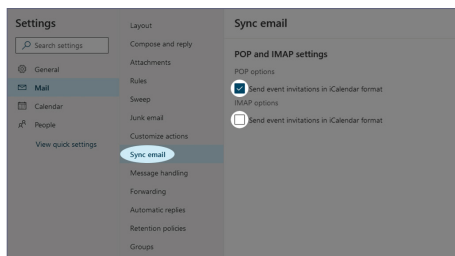 Settings
Search settings
General
Mail
Calendar
People
View quick settings
Layout
Compose and reply
Attachments
Rules
Sweep
Junk email
Customize actions
Sync email
Message handling
Forwarding
Automatic replies
Retention policies
Groups
Sync email
POP and IMAP settings
POP options
Send event invitations in iCalendar format
IMAP options
Send event invitations in iCalendar format